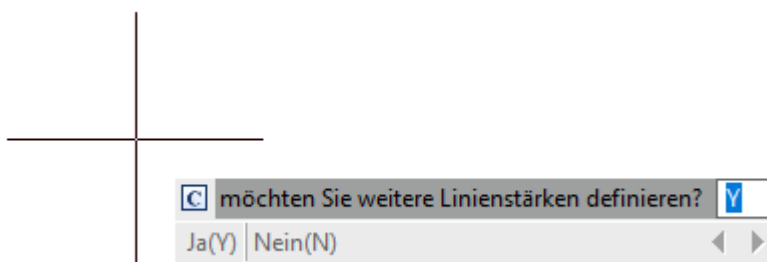 C möchten Sie weitere Linienstärken definieren? Y
Ja(Y) Nein(N)